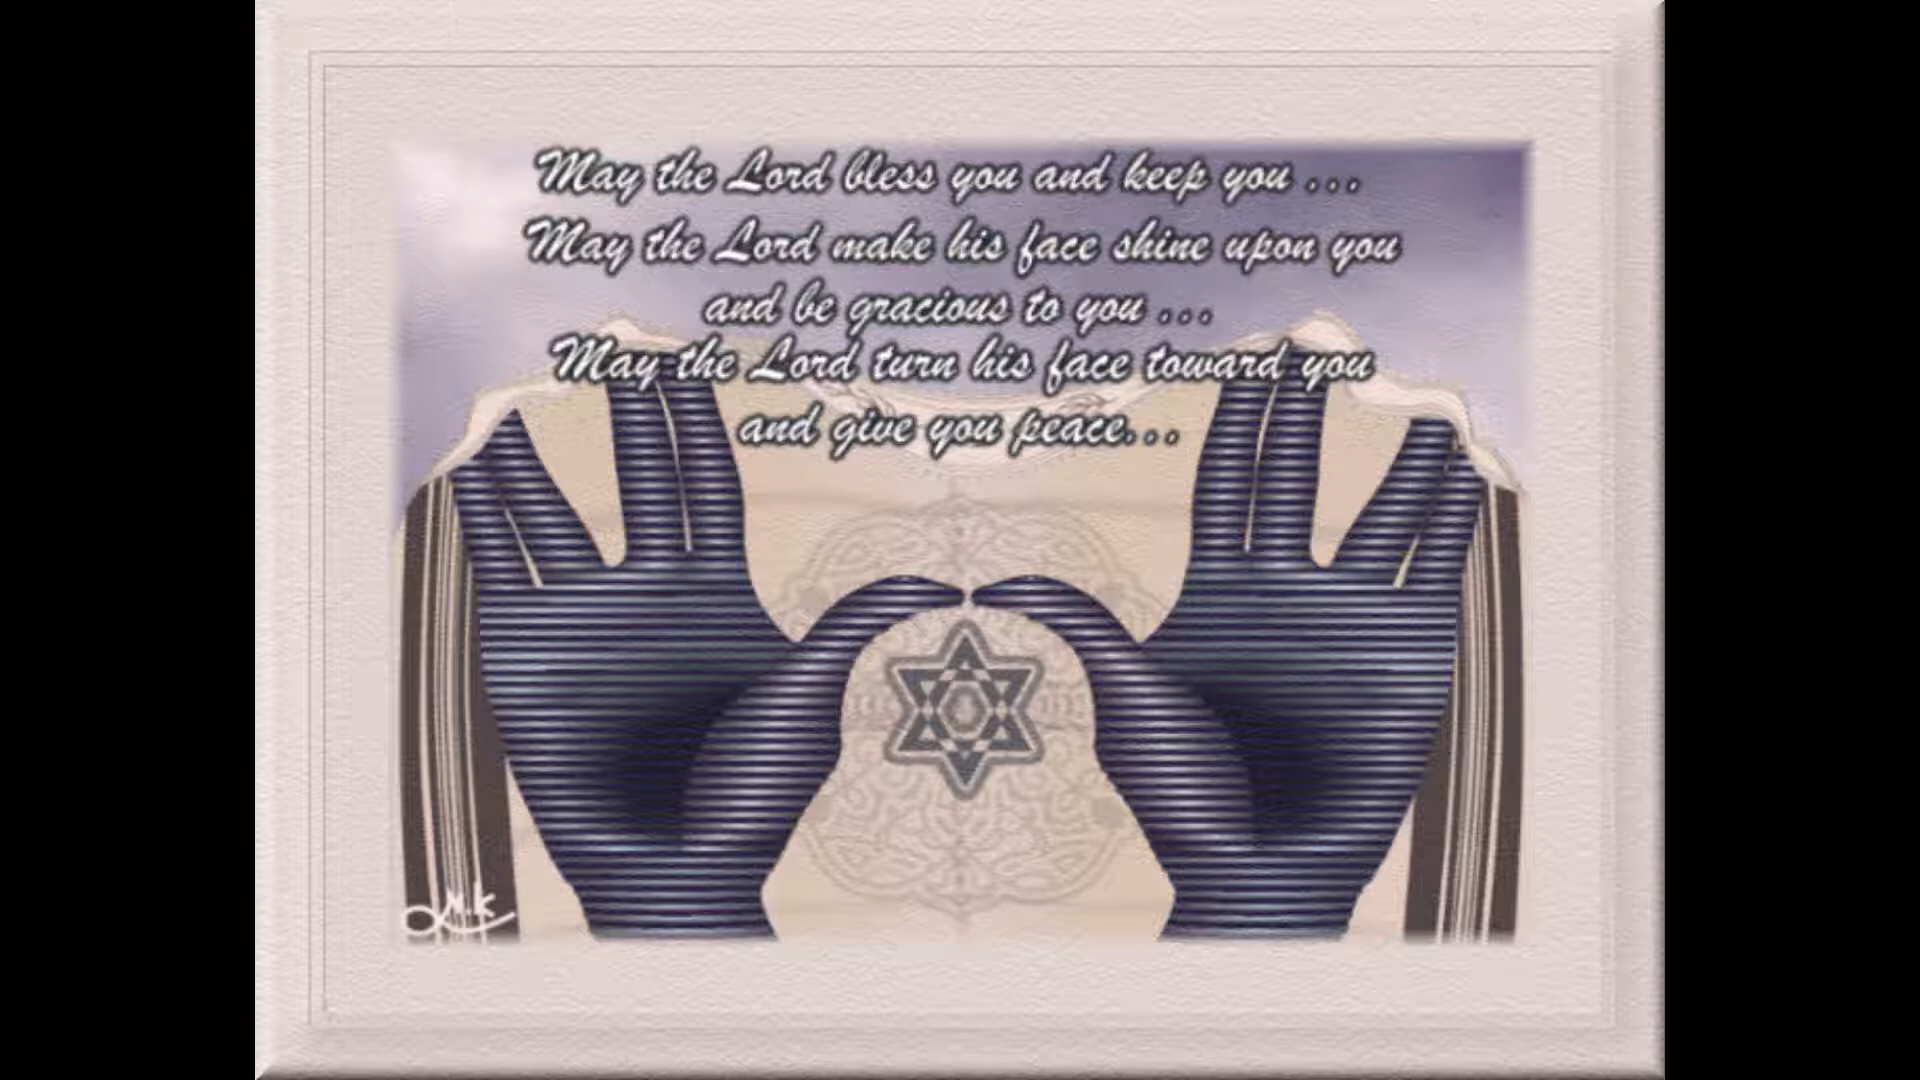 May the Lord bless you and keep you ...
May the Lord make his face shine upon you
and be gracious to you ...
May the Lord turn his face toward you
and give you peace...
M.K